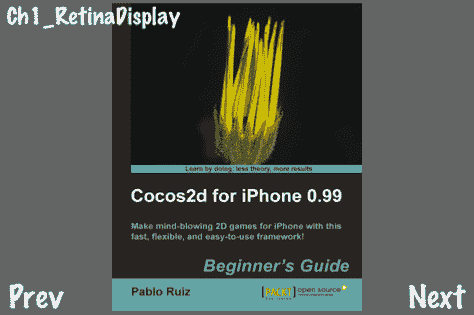 Ch1_RetinaDisplay
Learn by doing: less theory, more results
Cocos2d for iPhone 0.99
Make mind-blowing 2D games for iPhone with this
fast, flexible, and easy-to-use framework!
Beginner's Guide
Pablo Ruiz
[PACKT] open source
Prev
Next